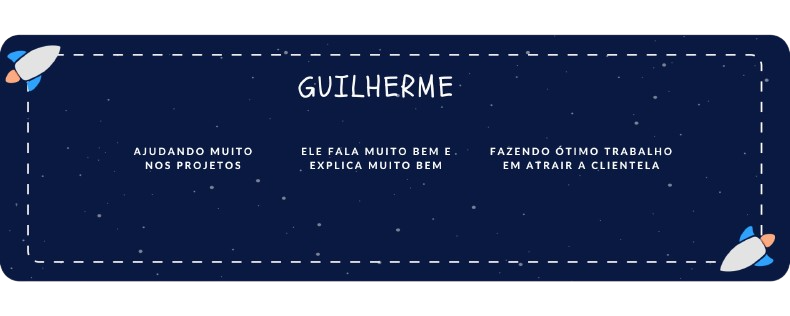 GUILHERME
AJUDANDO MUITO
NOS PROJETOS
ELE FALA MUITO BEM E
EXPLICA MUITO BEM
FAZENDO ÓTIMO TRABALHO
EM ATRAIR A CLIENTELA